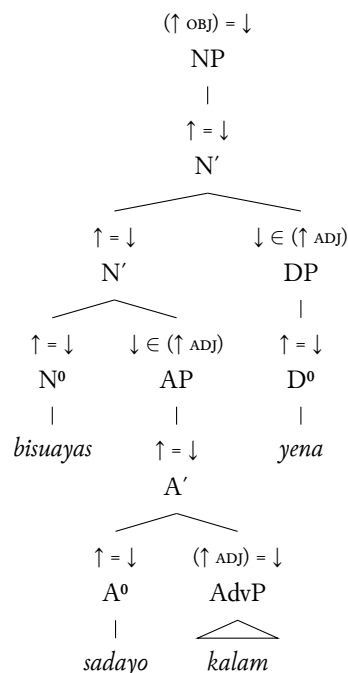 (↑ OBJ) = ↓
NP
↑ = ↓
N′
↑ = ↓ ↓ ∈ (↑ ADJ)
N′ DP
↑ = ↓ ↓ ∈ (↑ ADJ) ↑ = ↓
N⁰ AP D⁰
bisuayas ↑ = ↓ yena
A′
↑ = ↓ (↑ ADJ) = ↓
A⁰ AdvP
sadayo kalam